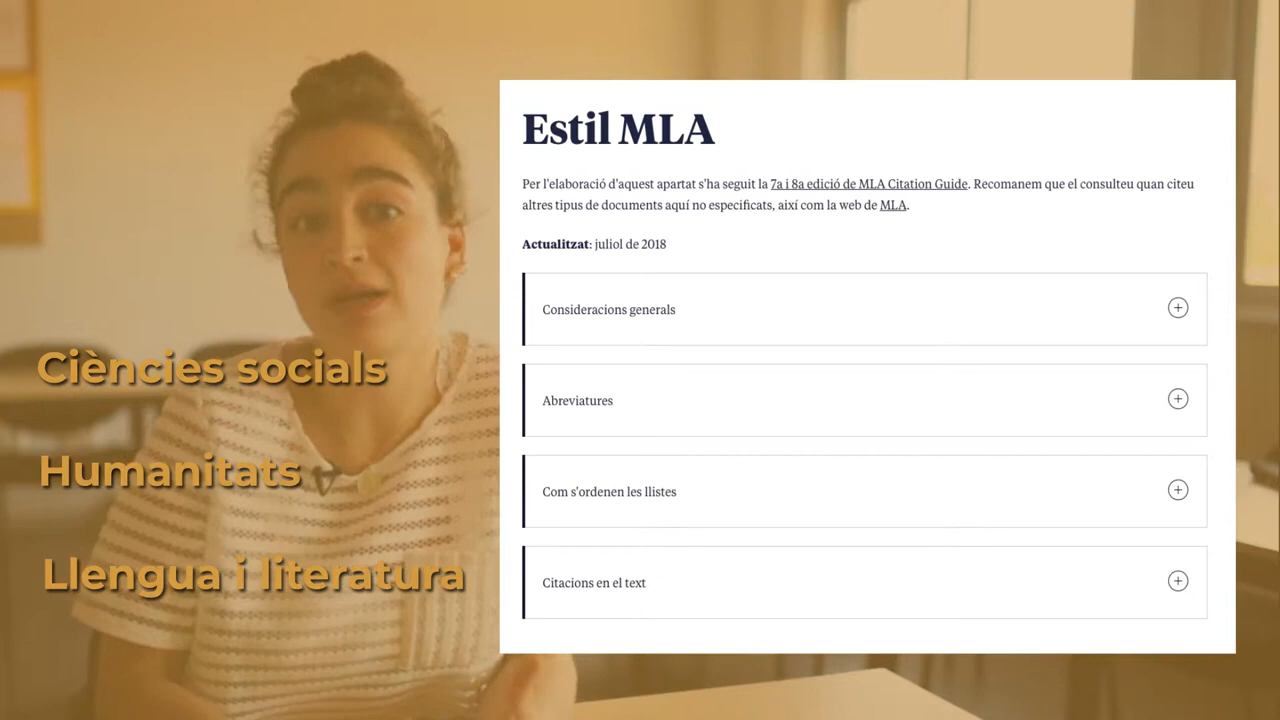 Estil MLA
Per l'elaboració d'aquest apartat s'ha seguit la 7a i 8a edició de MLA Citation Guide. Recomanem que el consulteu quan citeu
altres tipus de documents aquí no especificats, així com la web de MLA.
Actualitzat: juliol de 2018
Consideracions generals
Abreviatures
Com s'ordenen les llistes
Citacions en el text
Ciències socials
Humanitats
Llengua i literatura